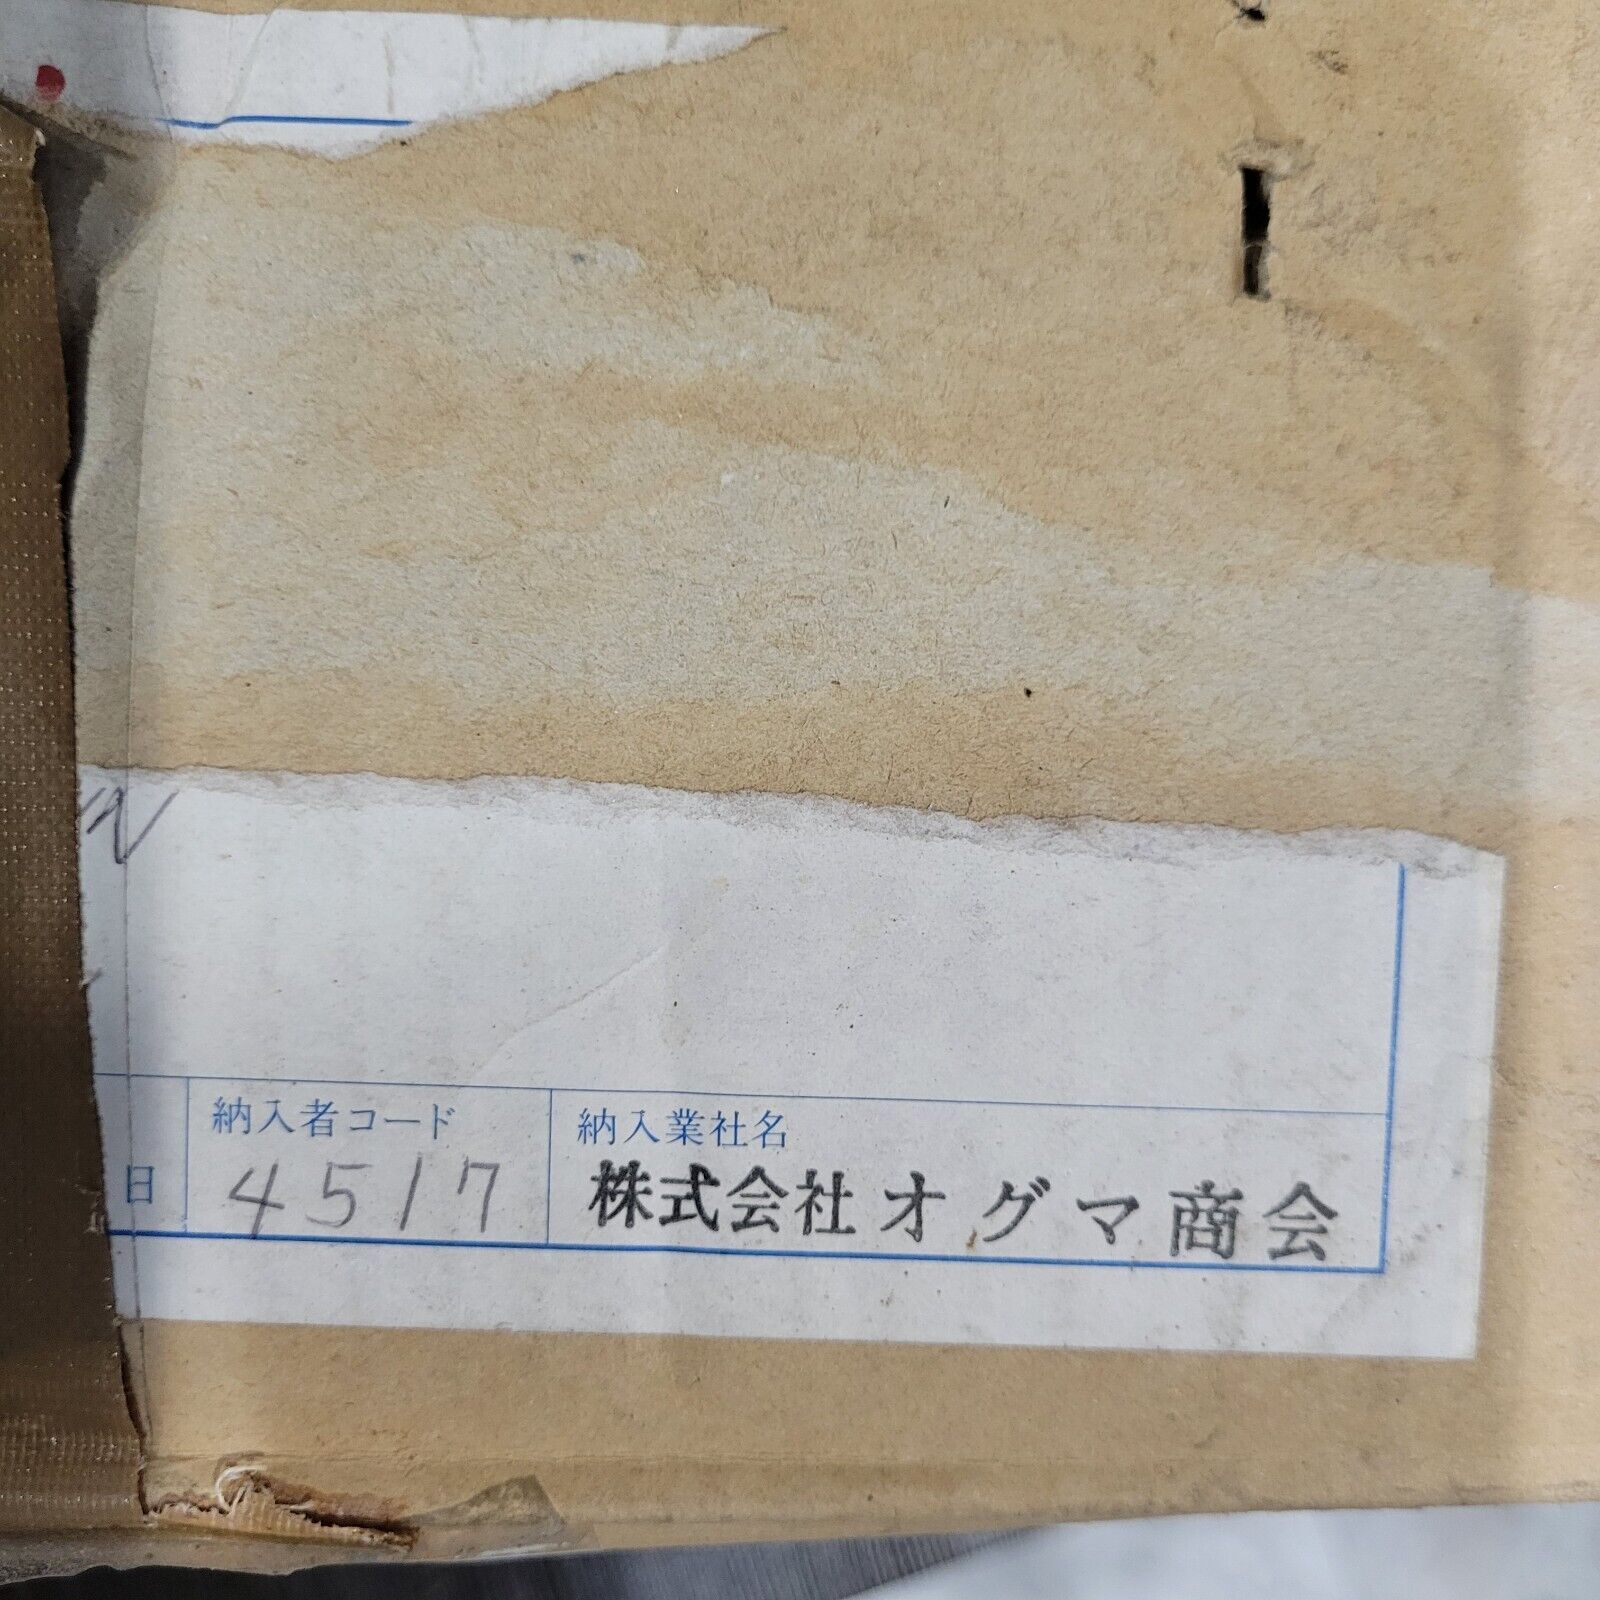 納入者コード
納入業社名
日
4517
株式会社オグマ商会